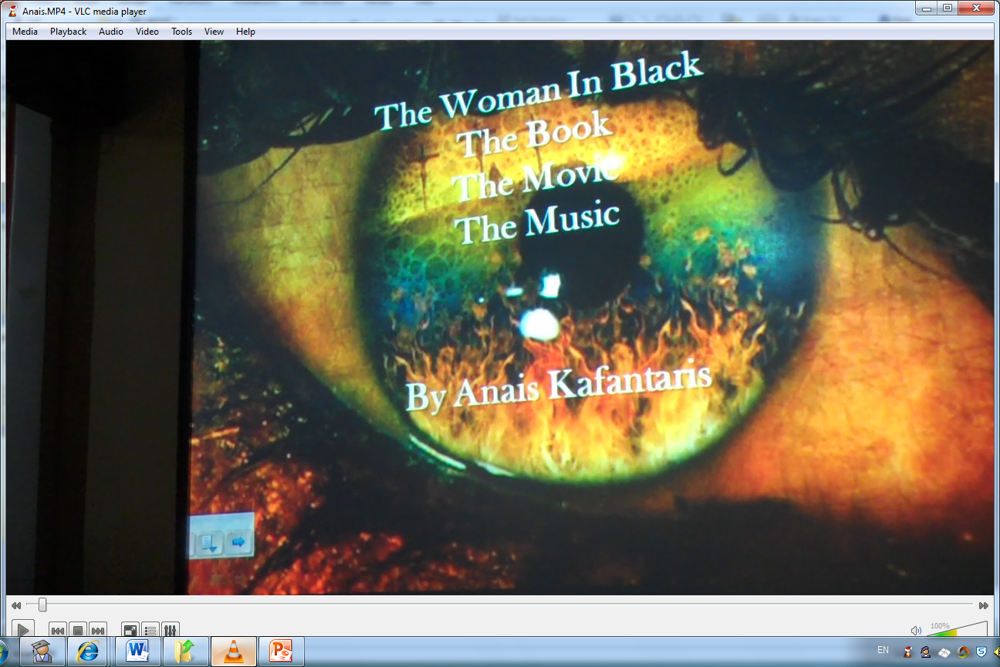 Anais.MP4 - VLC media player
Media Playback Audio Video Tools View Help
The Woman In Black
The Book
The Movie
The Music
By Anais Kafantaris
100%
EN